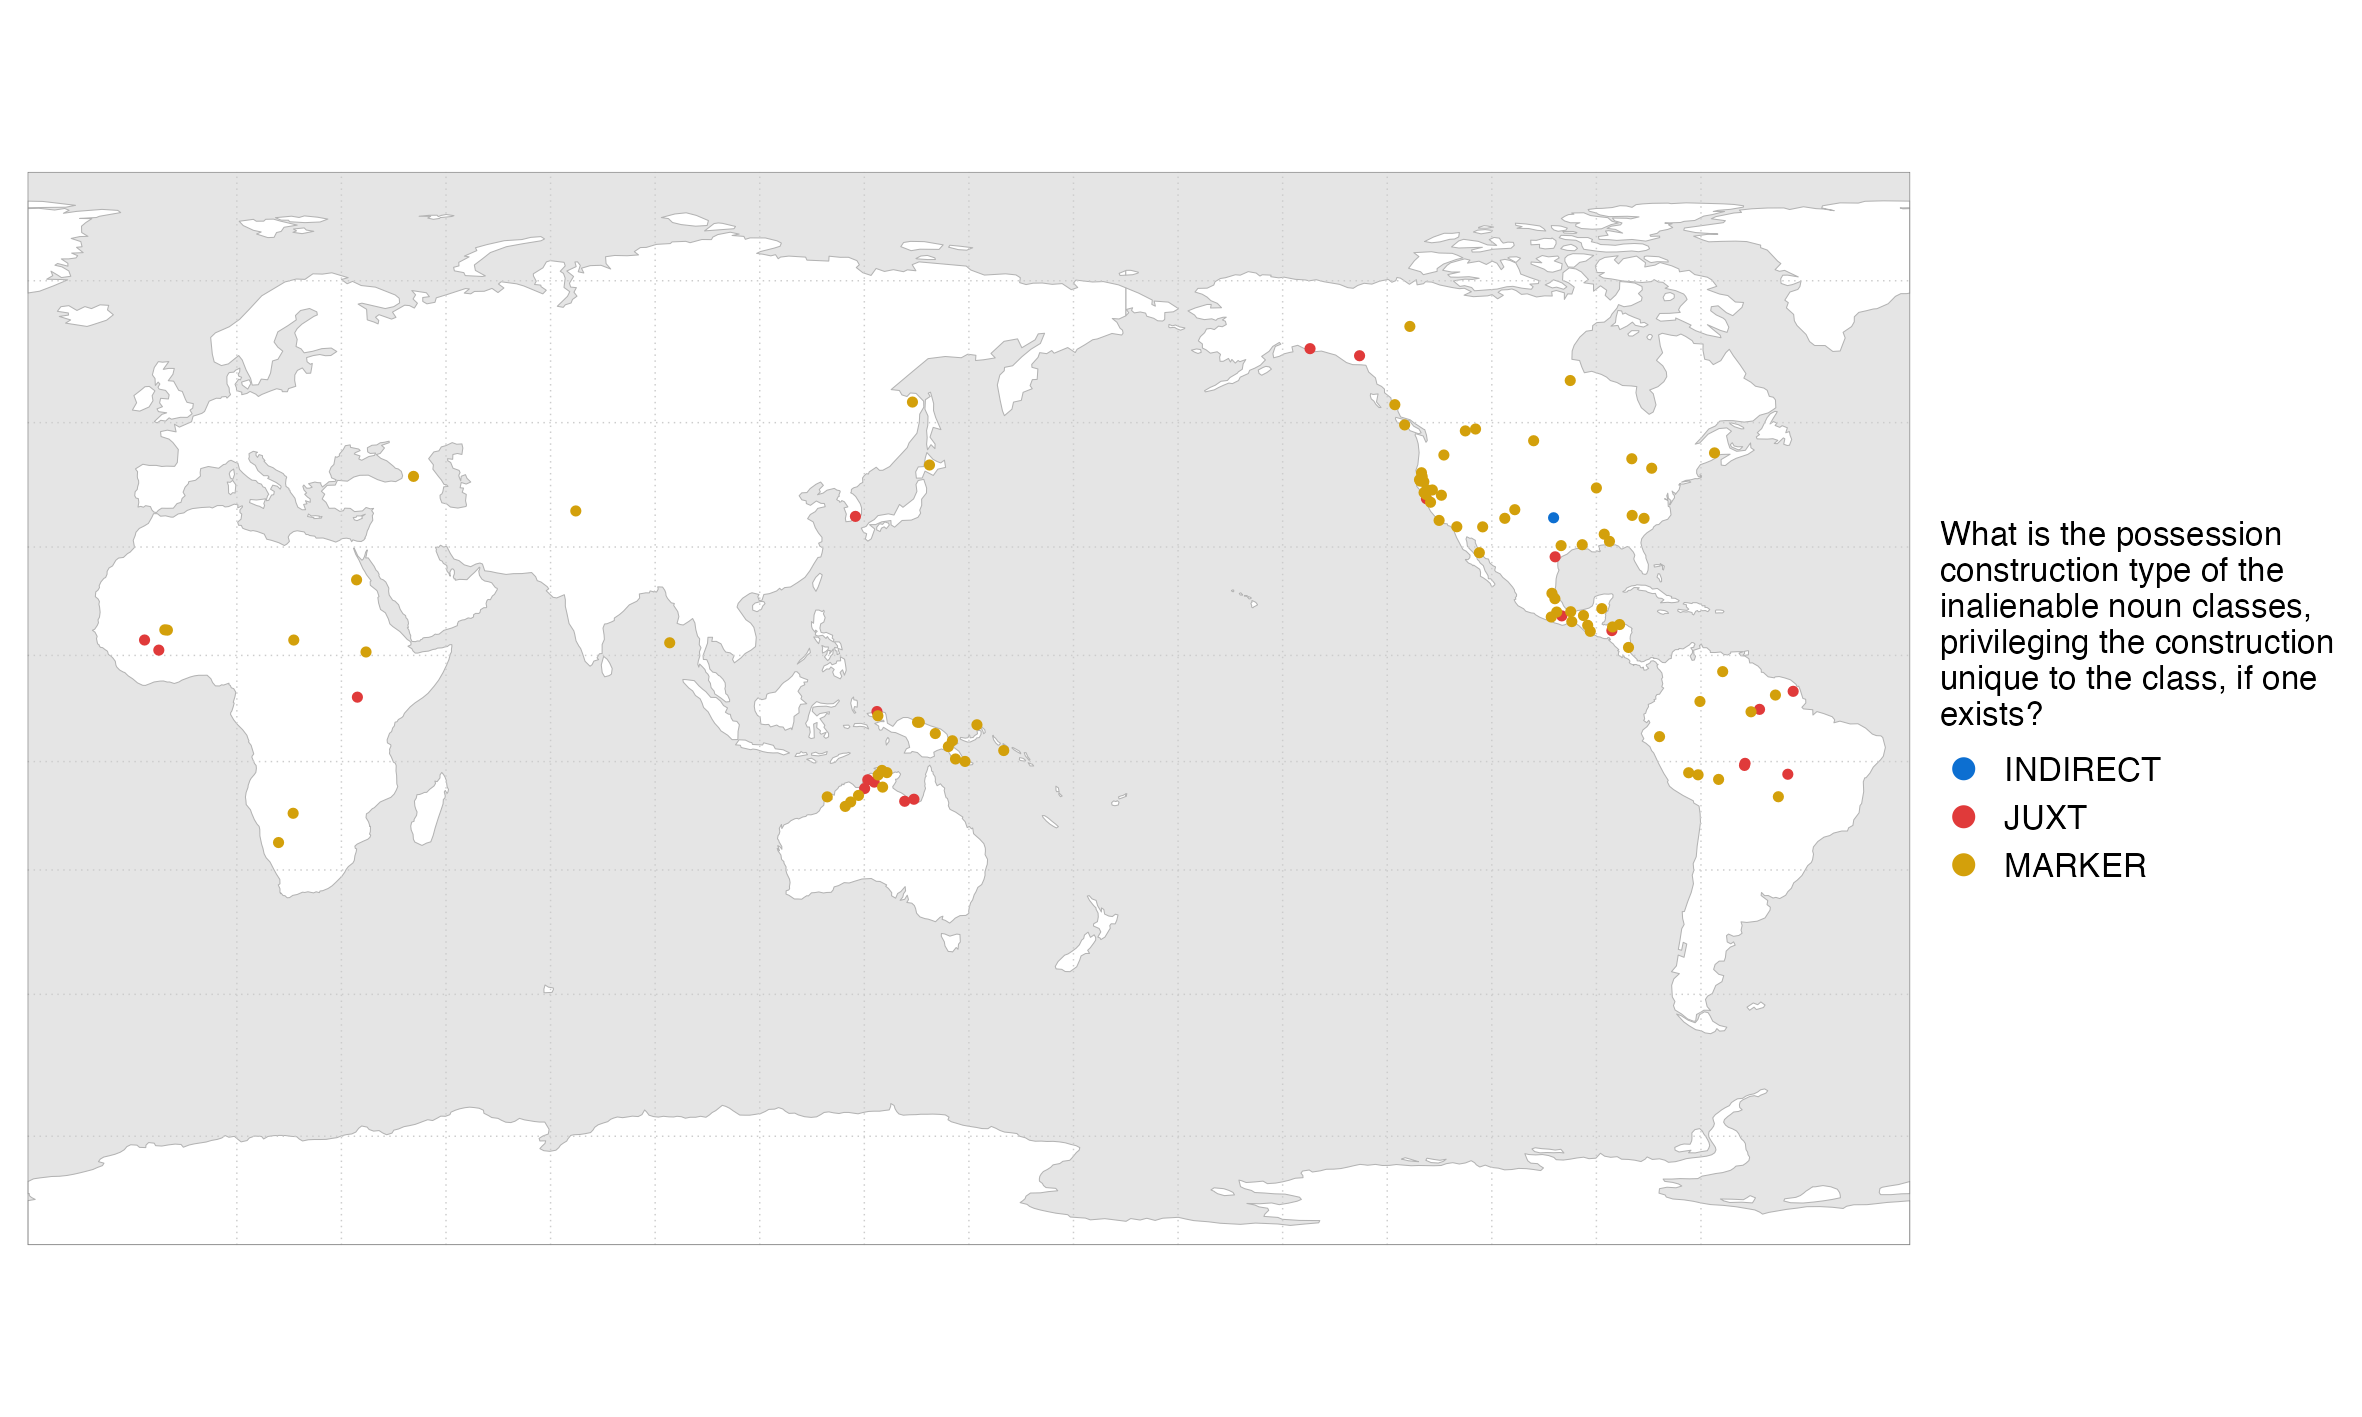 What is the possession
construction type of the
inalienable noun classes,
privileging the construction
unique to the class, if one
exists?
INDIRECT
JUXT
MARKER